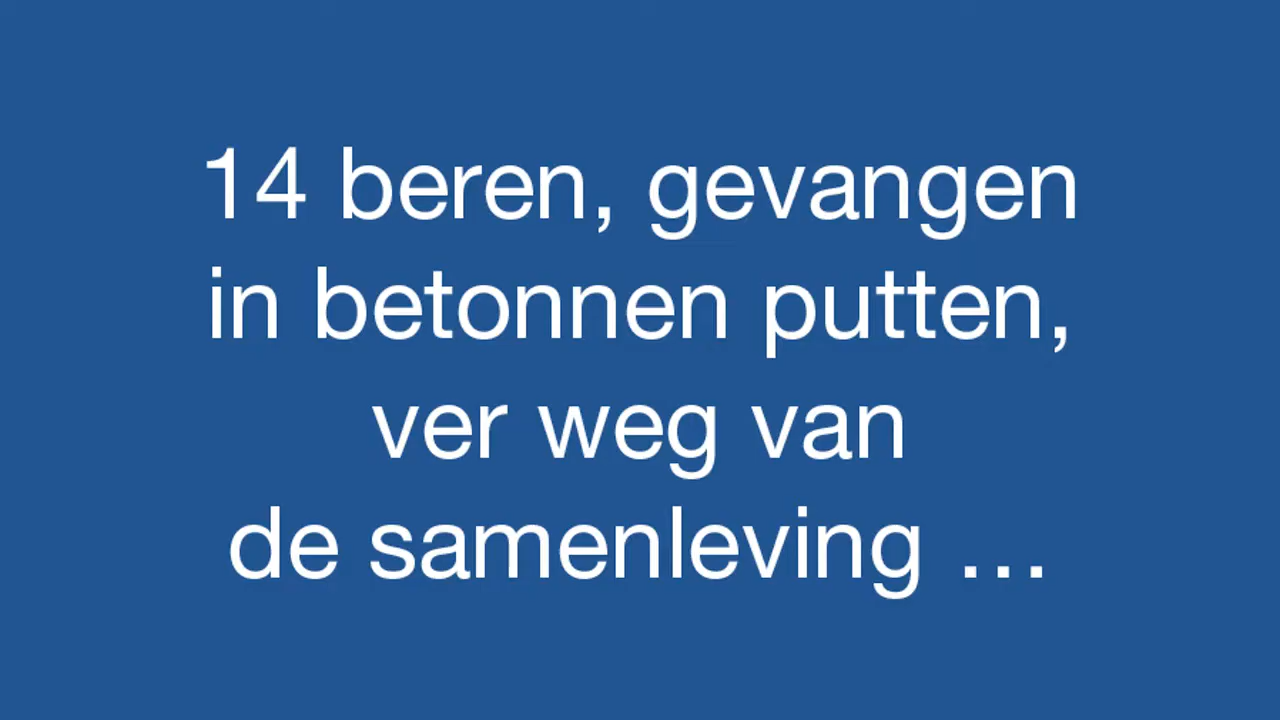 14 beren, gevangen
in betonnen putten,
ver weg van
de samenleving ...